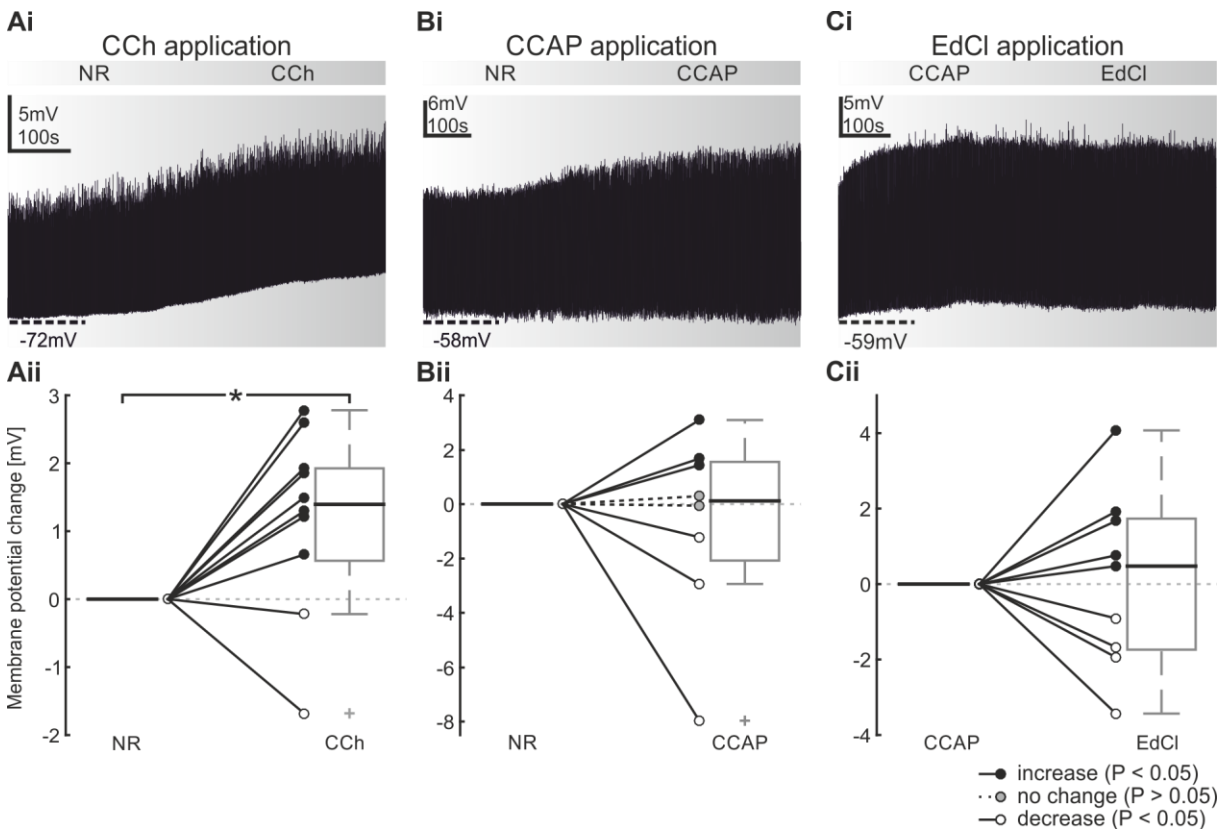 Ai
CCh application
NR CCh
5mV
100s
-72mV
Bi
CCAP application
NR CCAP
6mV
100s
-58mV
Ci
EdCl application
CCAP EdCl
5mV
100s
-59mV
Aii
Membrane potential change [mV]
3
2
1
0
-1
-2
*
NR CCh
Bii
4
2
0
-2
-4
-6
-8
NR CCAP
Cii
4
2
0
-2
-4
CCAP EdCl
increase (P < 0.05)
no change (P > 0.05)
decrease (P < 0.05)